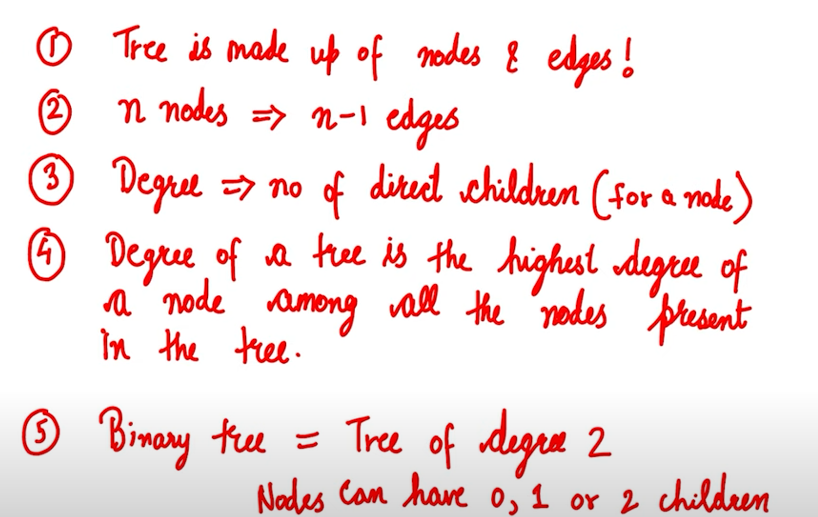 ① Tree is made up of nodes & edges!
② n nodes => n-1 edges
③ Degree => no of direct children (for a node)
④ Degree of a tree is the highest degree of
a node among all the nodes present
in the tree.
⑤ Binary tree = Tree of degree 2
Nodes can have 0, 1 or 2 children